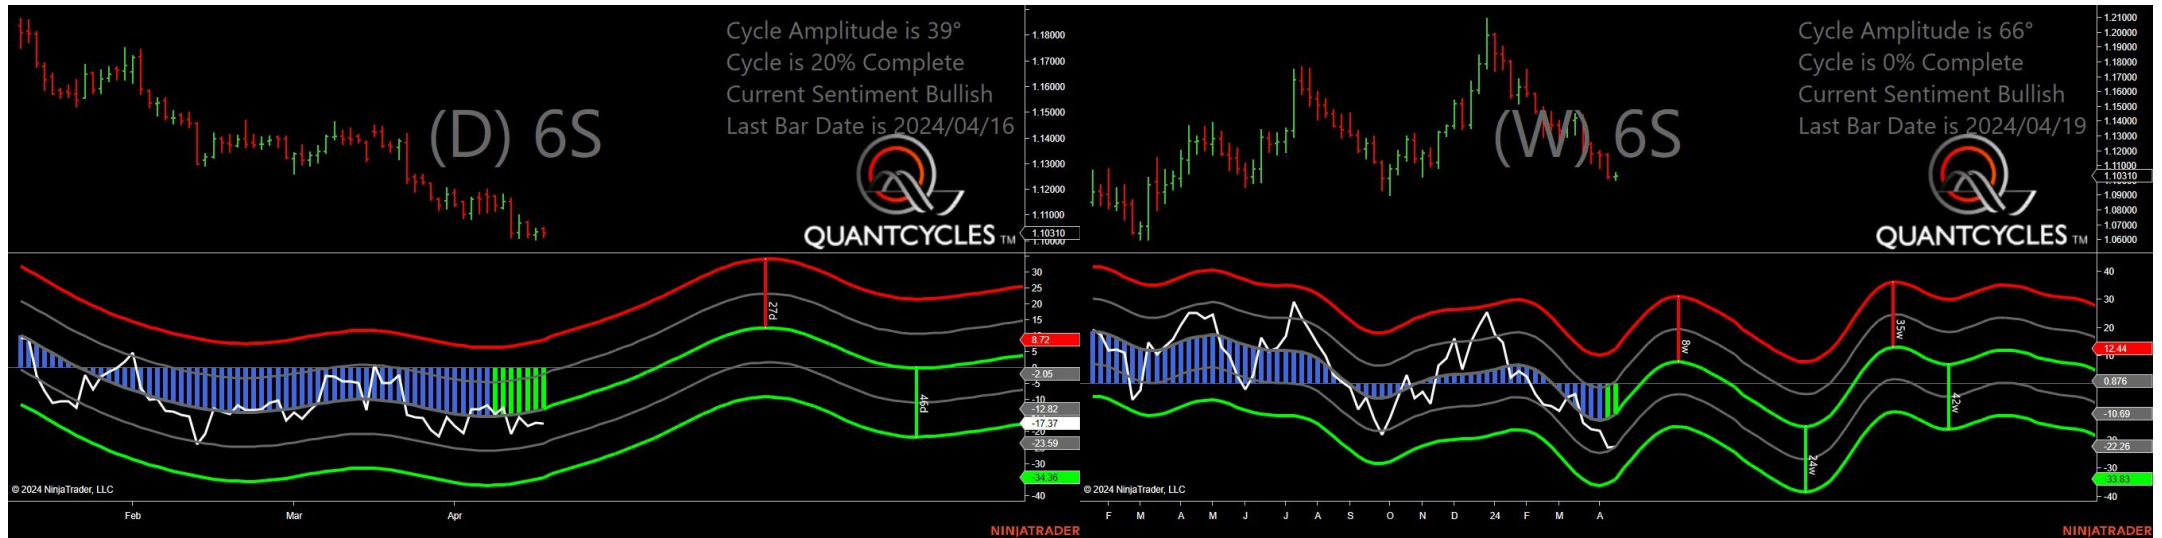 Cycle Amplitude is 39°
Cycle is 20% Complete
Current Sentiment Bullish
Last Bar Date is 2024/04/16
(D) 6S
QUANTCYCLES TM
1.18000
1.17000
1.16000
1.15000
1.14000
1.13000
1.12000
1.11000
1.10310
1.10000
27d
46d
30
25
20
15
8.72
5
-2.05
-5
-10
-12.82
-17.37
-23.59
-30
-34.36
-40
© 2024 NinjaTrader, LLC
Feb Mar Apr
NINJATRADER
Cycle Amplitude is 66°
Cycle is 0% Complete
Current Sentiment Bullish
Last Bar Date is 2024/04/19
(W) 6S
QUANTCYCLES TM
1.21000
1.20000
1.19000
1.18000
1.17000
1.16000
1.15000
1.14000
1.13000
1.12000
1.11000
1.10310
1.09000
1.08000
1.07000
1.06000
8w
24w
35w
42w
40
30
20
12.44
10
0.876
-10.69
-22.26
-30
-33.83
-40
© 2024 NinjaTrader, LLC
F M A M J J A S O N D 24 F M A
NINJATRADER